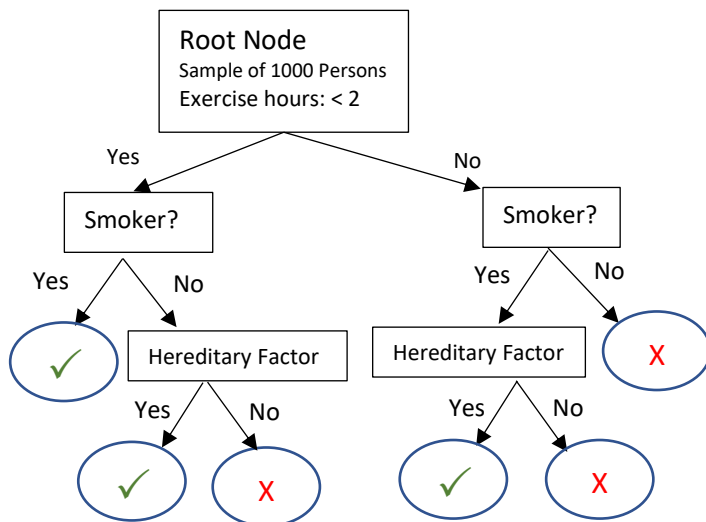 Root Node
Sample of 1000 Persons
Exercise hours: < 2
Yes
No
Smoker?
Smoker?
Yes
No
Yes
No
Hereditary Factor
Hereditary Factor
X
Yes
No
Yes
No
X
X